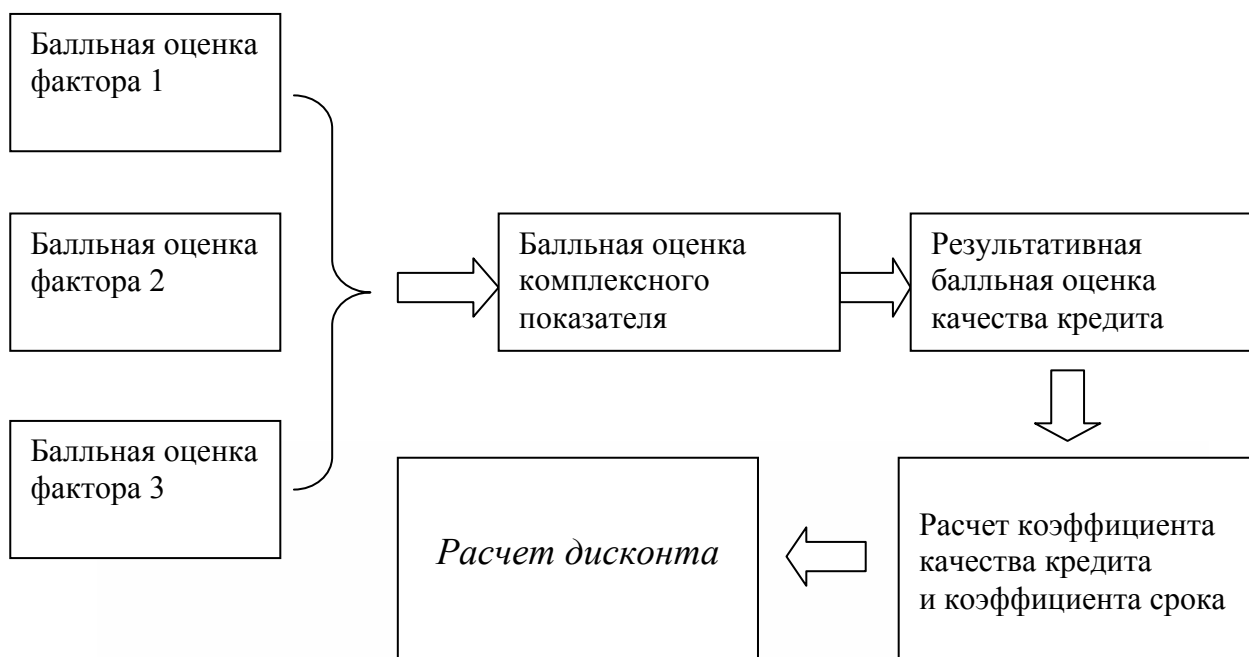 Балльная оценка
фактора 1
Балльная оценка
фактора 2
Балльная оценка
фактора 3
Балльная оценка
комплексного
показателя
Результативная
балльная оценка
качества кредита
Расчет коэффициента
качества кредита
и коэффициента срока
Расчет дисконта